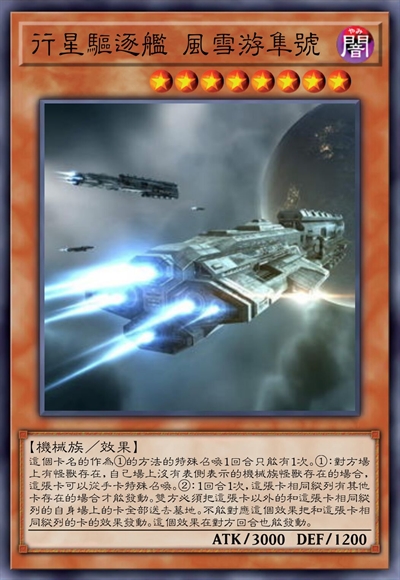 行星驅逐艦 風雪游隼號
闇
やみ
【機械族／效果】
這個卡名的作為①的方法的特殊召喚1回合只能有1次。①:對方場
上有怪獸存在,自己場上沒有表側表示的機械族怪獸存在的場合,
這張卡可以從手卡特殊召喚。②:1回合1次,這張卡相同縱列有其他
卡存在的場合才能發動。雙方必須把這張卡以外的和這張卡相同縱
列的自身場上的卡全部送去墓地。不能對應這個效果把和這張卡相
同縱列的卡的效果發動。這個效果在對方回合也能發動。
ATK/3000 DEF/1200